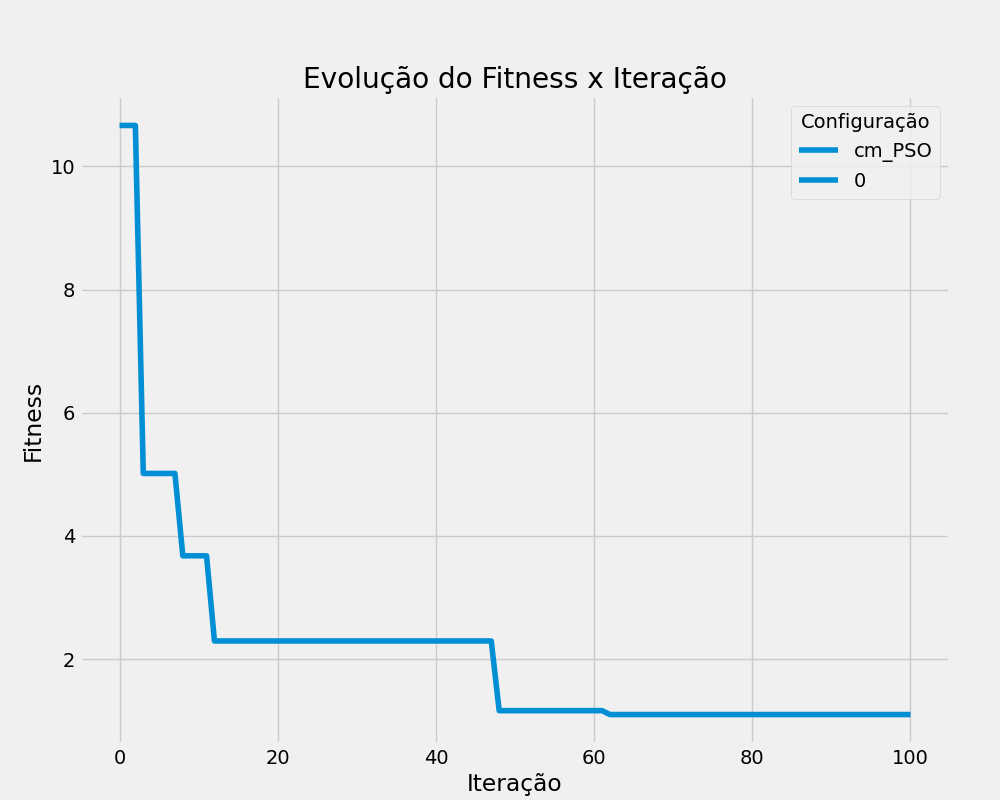 Evolução do Fitness x Iteração
Configuração
cm_PSO
0
10
8
6
4
2
Fitness
0 20 40 60 80 100
Iteração